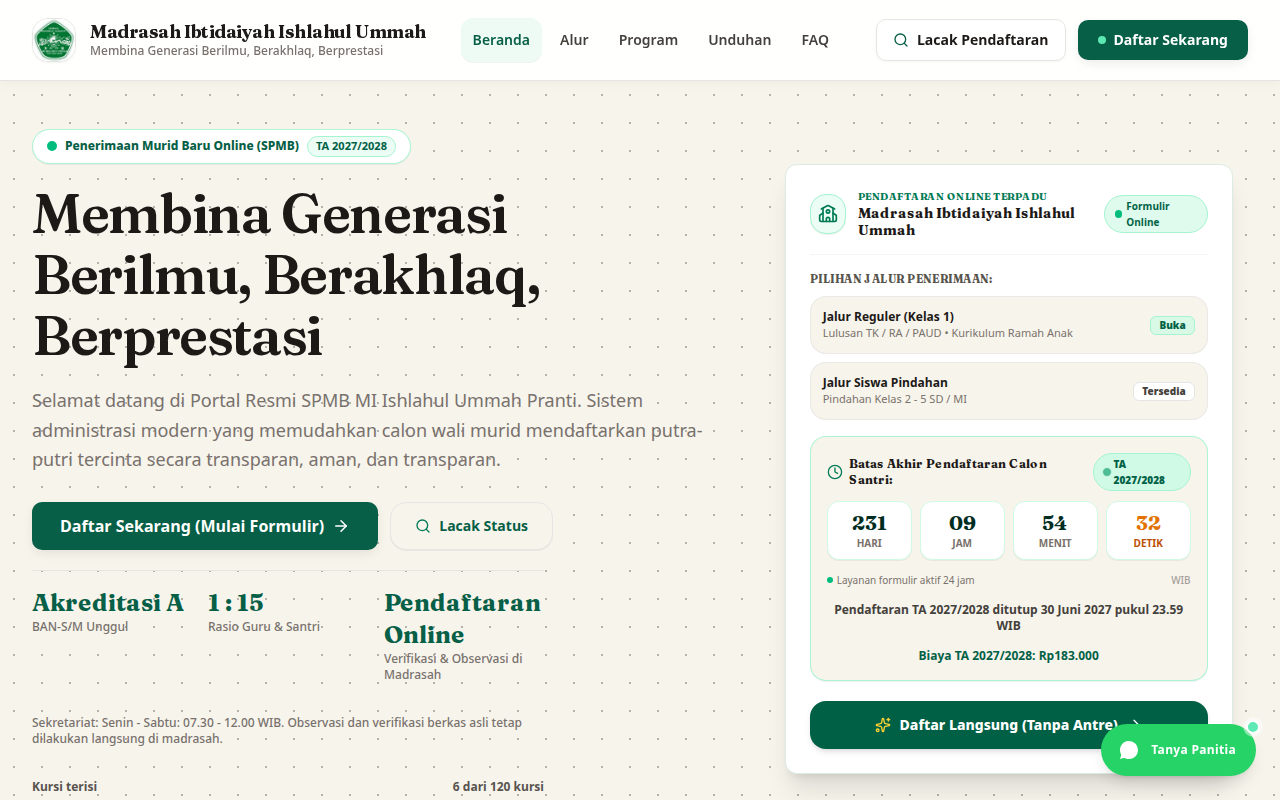 Madrasah Ibtidaiyah Ishlahul Ummah
Membina Generasi Berilmu, Berakhlaq, Berprestasi
Beranda
Alur
Program
Unduhan
FAQ
Lacak Pendaftaran
Daftar Sekarang
Penerimaan Murid Baru Online (SPMB)
TA 2027/2028
Membina Generasi
Berilmu, Berakhlaq,
Berprestasi
Selamat datang di Portal Resmi SPMB MI Ishlahul Ummah Pranti. Sistem
administrasi modern yang memudahkan calon wali murid mendaftarkan putra-
putri tercinta secara transparan, aman, dan transparan.
Daftar Sekarang (Mulai Formulir)
Lacak Status
Akreditasi A
BAN-S/M Unggul
1 : 15
Rasio Guru & Santri
Pendaftaran
Online
Verifikasi & Observasi di
Madrasah
Sekretariat: Senin - Sabtu: 07.30 - 12.00 WIB. Observasi dan verifikasi berkas asli tetap
dilakukan langsung di madrasah.
Kursi terisi
6 dari 120 kursi
PENDAFTARAN ONLINE TERPADU
Madrasah Ibtidaiyah Ishlahul
Ummah
Formulir
Online
PILIHAN JALUR PENERIMAAN:
Jalur Reguler (Kelas 1)
Lulusan TK / RA / PAUD • Kurikulum Ramah Anak
Buka
Jalur Siswa Pindahan
Pindahan Kelas 2 - 5 SD / MI
Tersedia
Batas Akhir Pendaftaran Calon
Santri:
TA
2027/2028
231
HARI
09
JAM
54
MENIT
32
DETIK
Layanan formulir aktif 24 jam
WIB
Pendaftaran TA 2027/2028 ditutup 30 Juni 2027 pukul 23.59
WIB
Biaya TA 2027/2028: Rp183.000
Daftar Langsung (Tanpa Antre)
Tanya Panitia